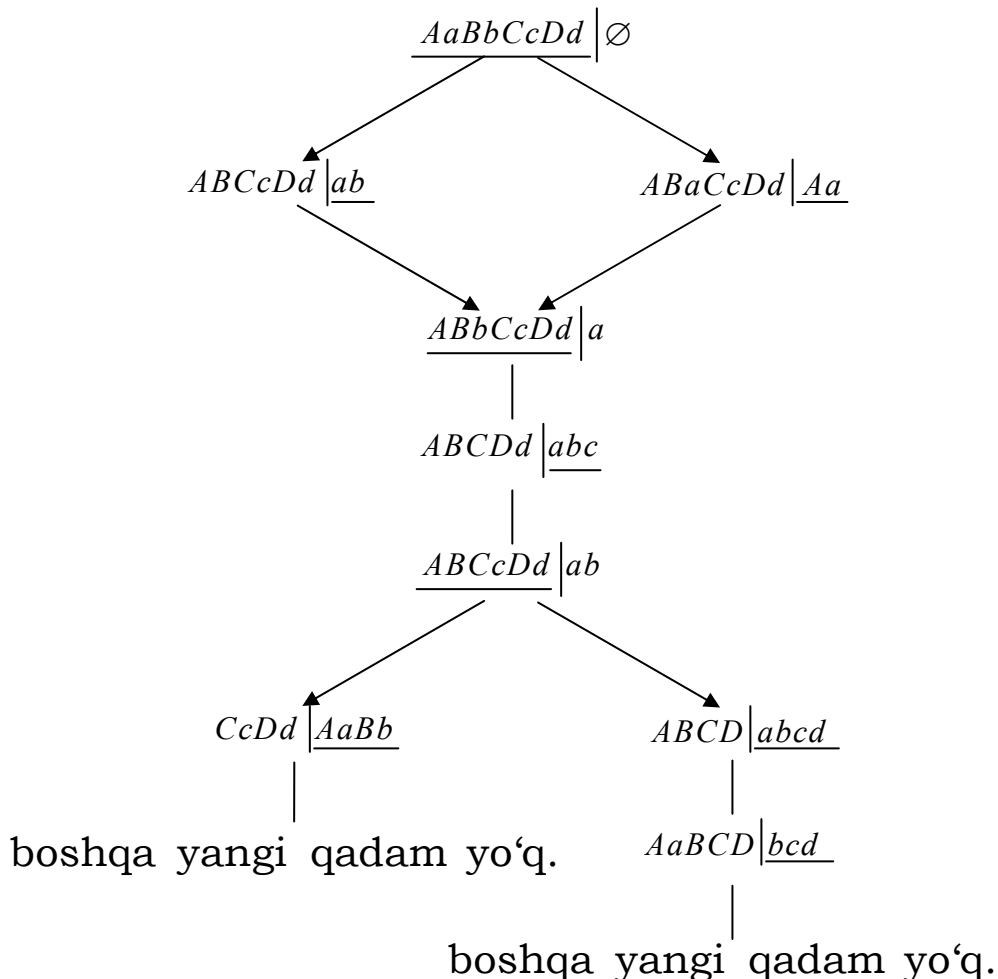 AaBbCcDd | ∅
ABCcDd | ab
ABaCcDd | Aa
ABbCcDd | a
ABCDd | abc
ABCcDd | ab
CcDd | AaBb
ABCD | abcd
boshqa yangi qadam yo‘q.
AaBCD | bcd
boshqa yangi qadam yo‘q.